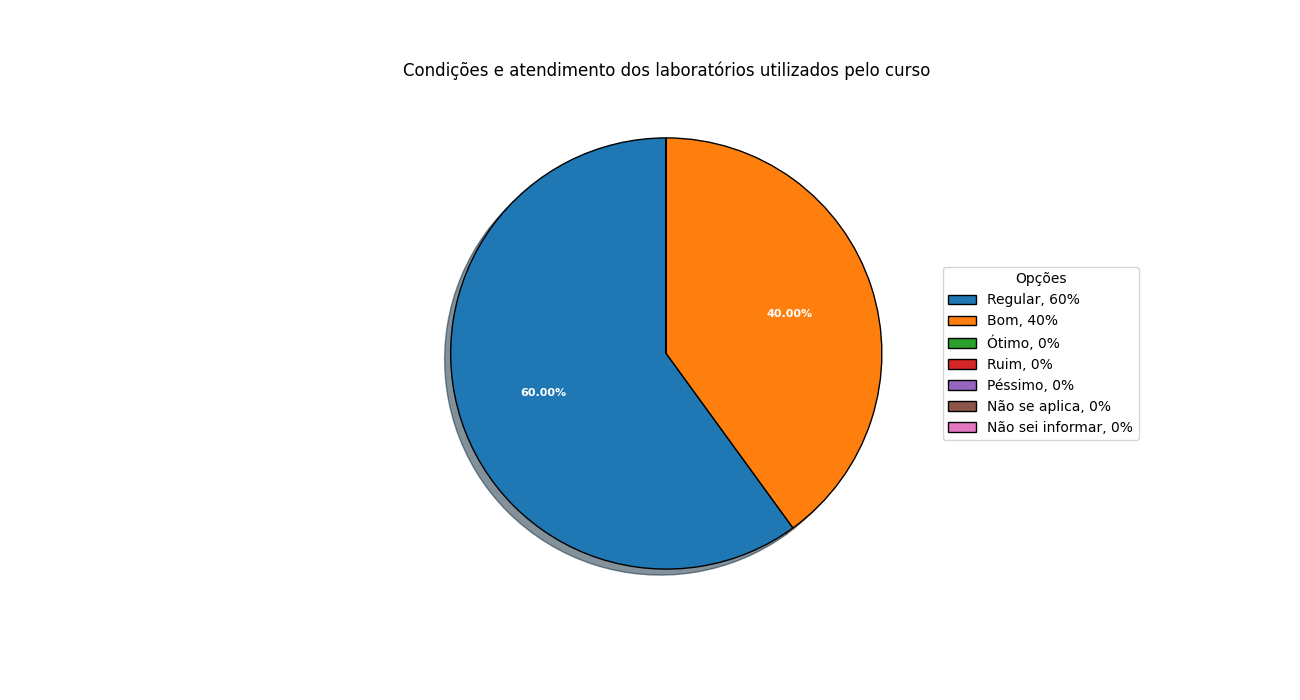 Condições e atendimento dos laboratórios utilizados pelo curso
40.00%
60.00%
Opções
Regular, 60%
Bom, 40%
Ótimo, 0%
Ruim, 0%
Péssimo, 0%
Não se aplica, 0%
Não sei informar, 0%